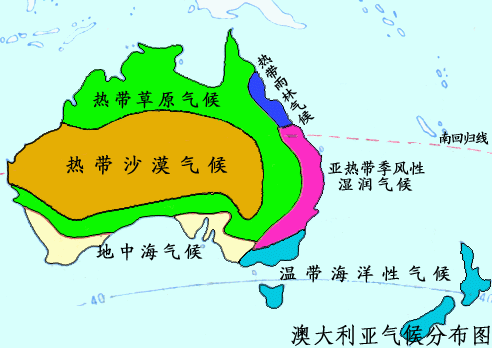 热带雨林气候
热带草原气候
南回归线
热带沙漠气候
亚热带季风性
湿润气候
地中海气候
温带海洋性气候
40
40
澳大利亚气候分布图